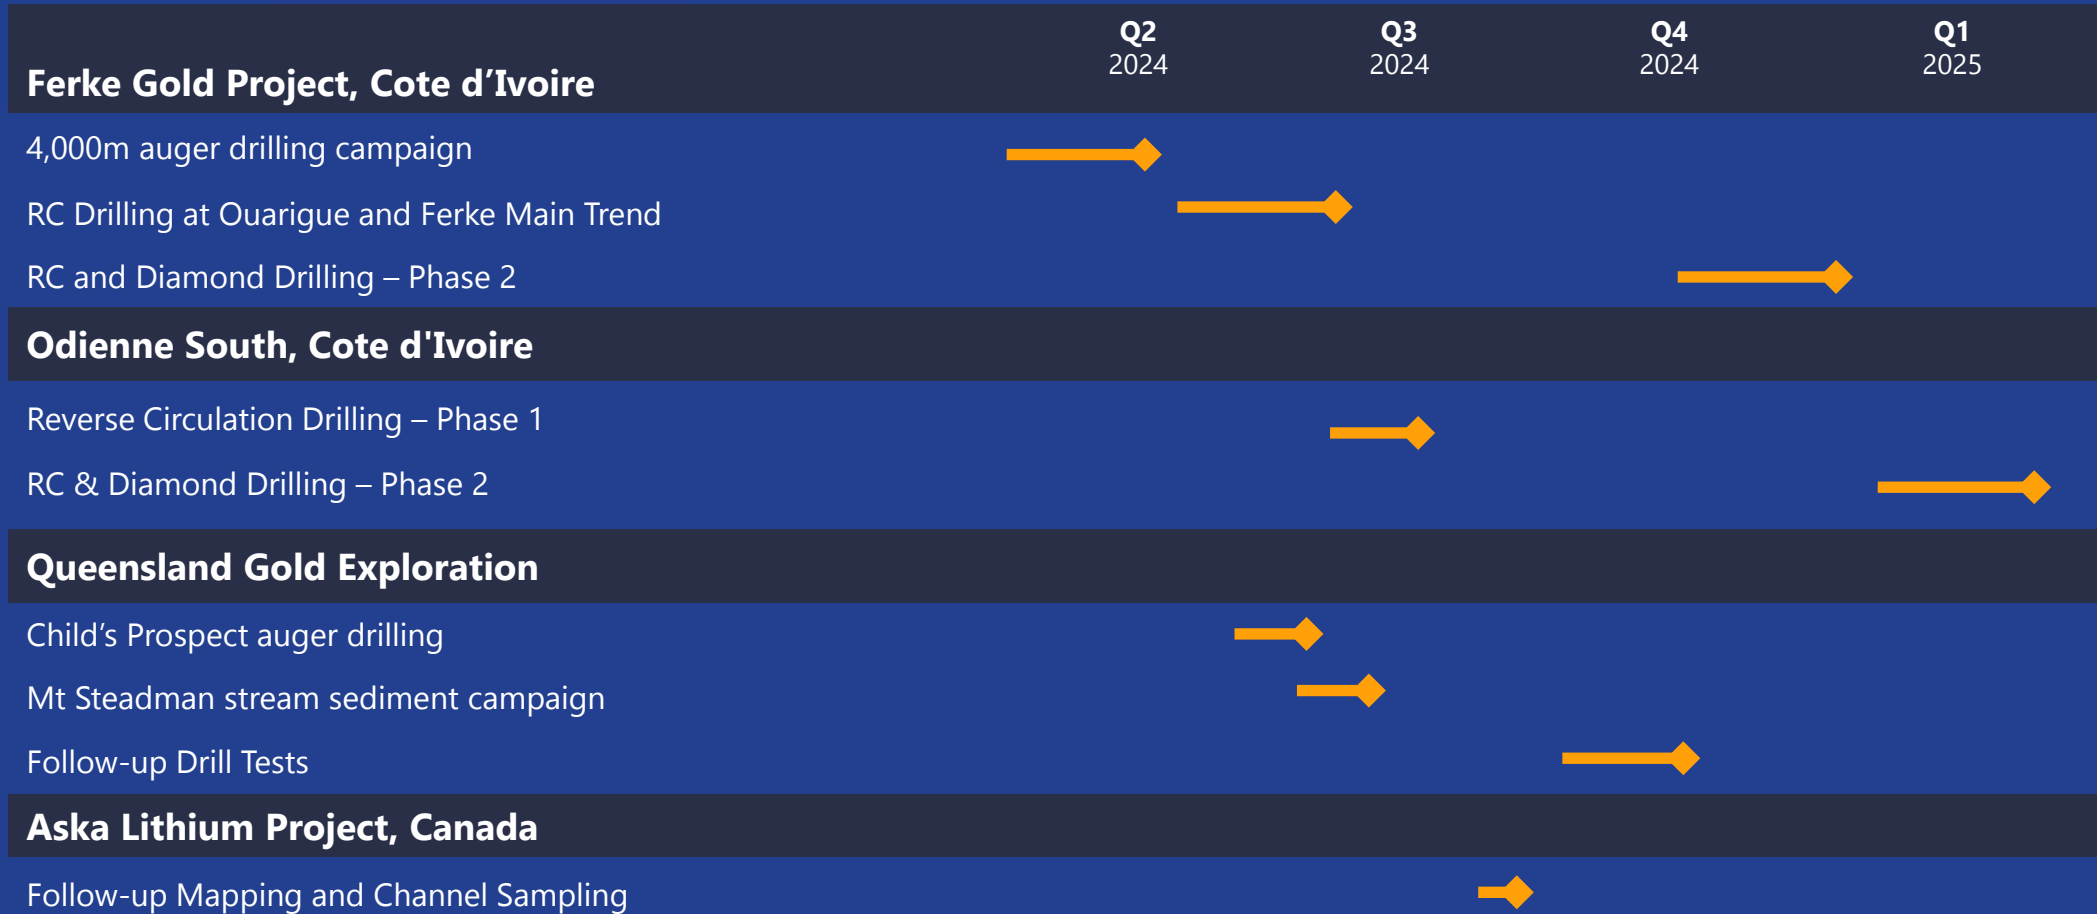 Q2 Q3 Q4 Q1
2024 2024 2024 2025
Ferke Gold Project, Cote d’Ivoire
4,000m auger drilling campaign
RC Drilling at Ouarigue and Ferke Main Trend
RC and Diamond Drilling – Phase 2
Odienne South, Cote d'Ivoire
Reverse Circulation Drilling – Phase 1
RC & Diamond Drilling – Phase 2
Queensland Gold Exploration
Child’s Prospect auger drilling
Mt Steadman stream sediment campaign
Follow-up Drill Tests
Aska Lithium Project, Canada
Follow-up Mapping and Channel Sampling